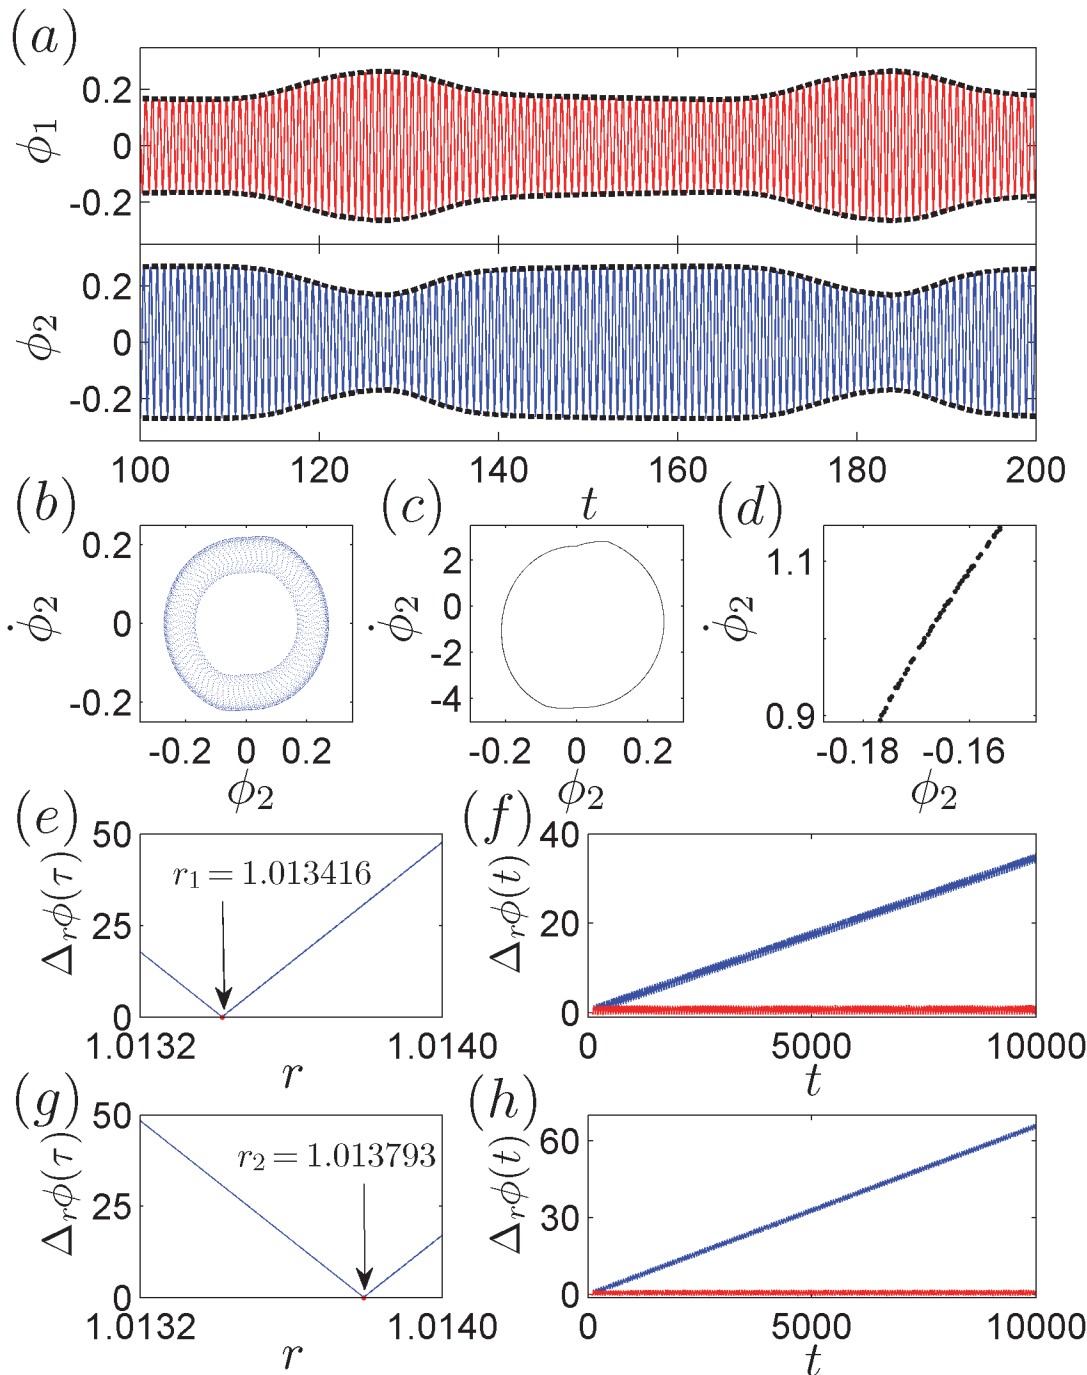 (a)
ϕ₁
0.2
0
-0.2
ϕ₂
0.2
0
-0.2
100 120 140 160 180 200
t
(b)
ϕ̇₂
0.2
0
-0.2
-0.2 0 0.2
ϕ₂
(c)
ϕ̇₂
2
0
-2
-4
-0.2 0 0.2
ϕ₂
(d)
ϕ̇₂
1.1
0.9
-0.18 -0.16
ϕ₂
(e)
Δᵣϕ(τ)
50
25
0
r₁ = 1.013416
1.0132 1.0140
r
(f)
Δᵣϕ(t)
40
20
0
0 5000 10000
t
(g)
Δᵣϕ(τ)
50
25
0
r₂ = 1.013793
1.0132 1.0140
r
(h)
Δᵣϕ(t)
60
30
0
0 5000 10000
t